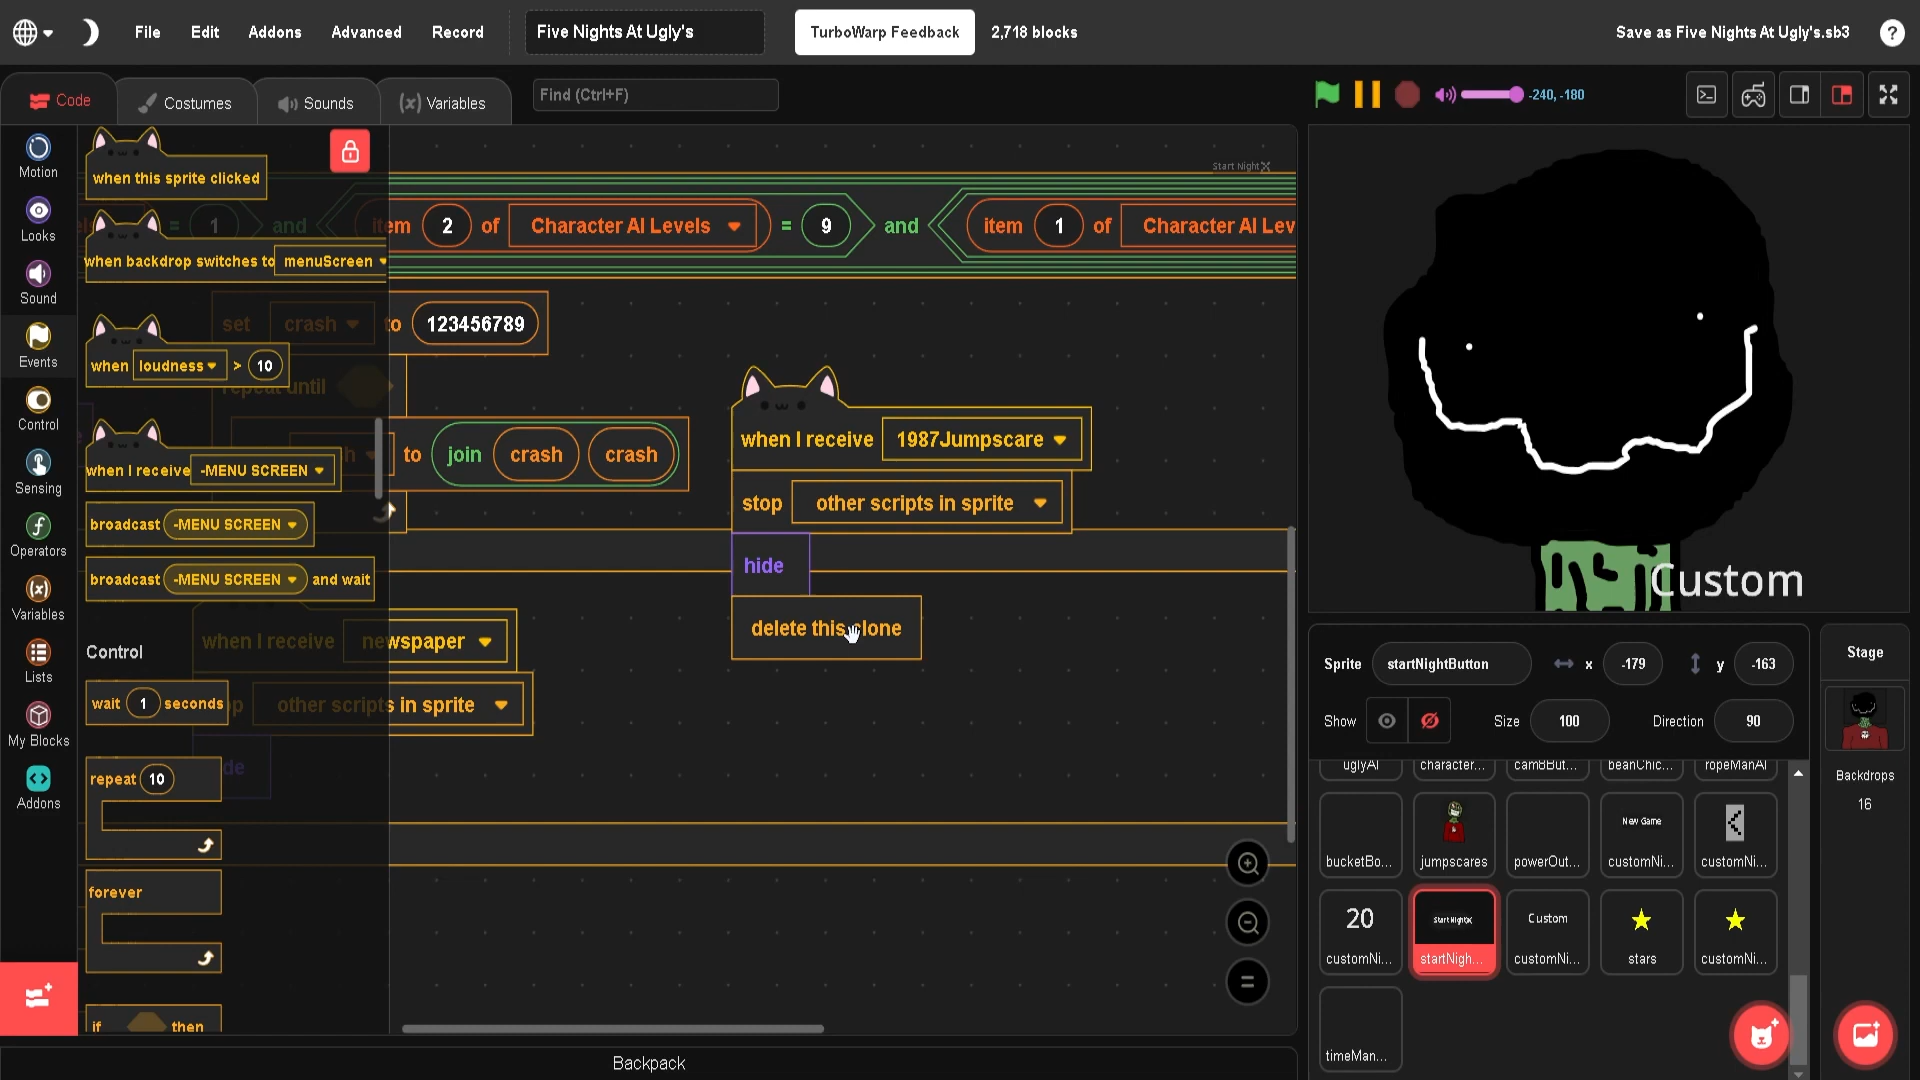 File Edit Addons Advanced Record Five Nights At Ugly's TurboWarp Feedback 2,718 blocks Save as Five Nights At Ugly's.sb3 ?
Code Costumes Sounds (x) Variables Find (Ctrl+F) -240, -180
Motion
Looks
Sound
Events
Control
Sensing
Operators
Variables
Lists
My Blocks
Addons
when this sprite clicked
when backdrop switches to menuScreen
when loudness > 10
when I receive -MENU SCREEN
broadcast -MENU SCREEN
broadcast -MENU SCREEN and wait
Control
wait 1 seconds
repeat 10
forever
if then
Start Night
= 1 and item 2 of Character AI Levels = 9 and item 1 of Character AI Lev
set crash to 123456789
repeat until
to join crash crash
when I receive newspaper
other scripts in sprite
when I receive 1987Jumpscare
stop other scripts in sprite
hide
delete this clone
Backpack
Custom
Sprite startNightButton x -179 y -163
Show Size 100 Direction 90
uglyAI character... cam8But... beanChic... ropeManAI
New Game
bucketBo... jumpscares powerOut... customNi... customNi...
20 Start Night Custom
customNi... startNigh... customNi... stars customNi...
timeMan...
Stage
Backdrops
16